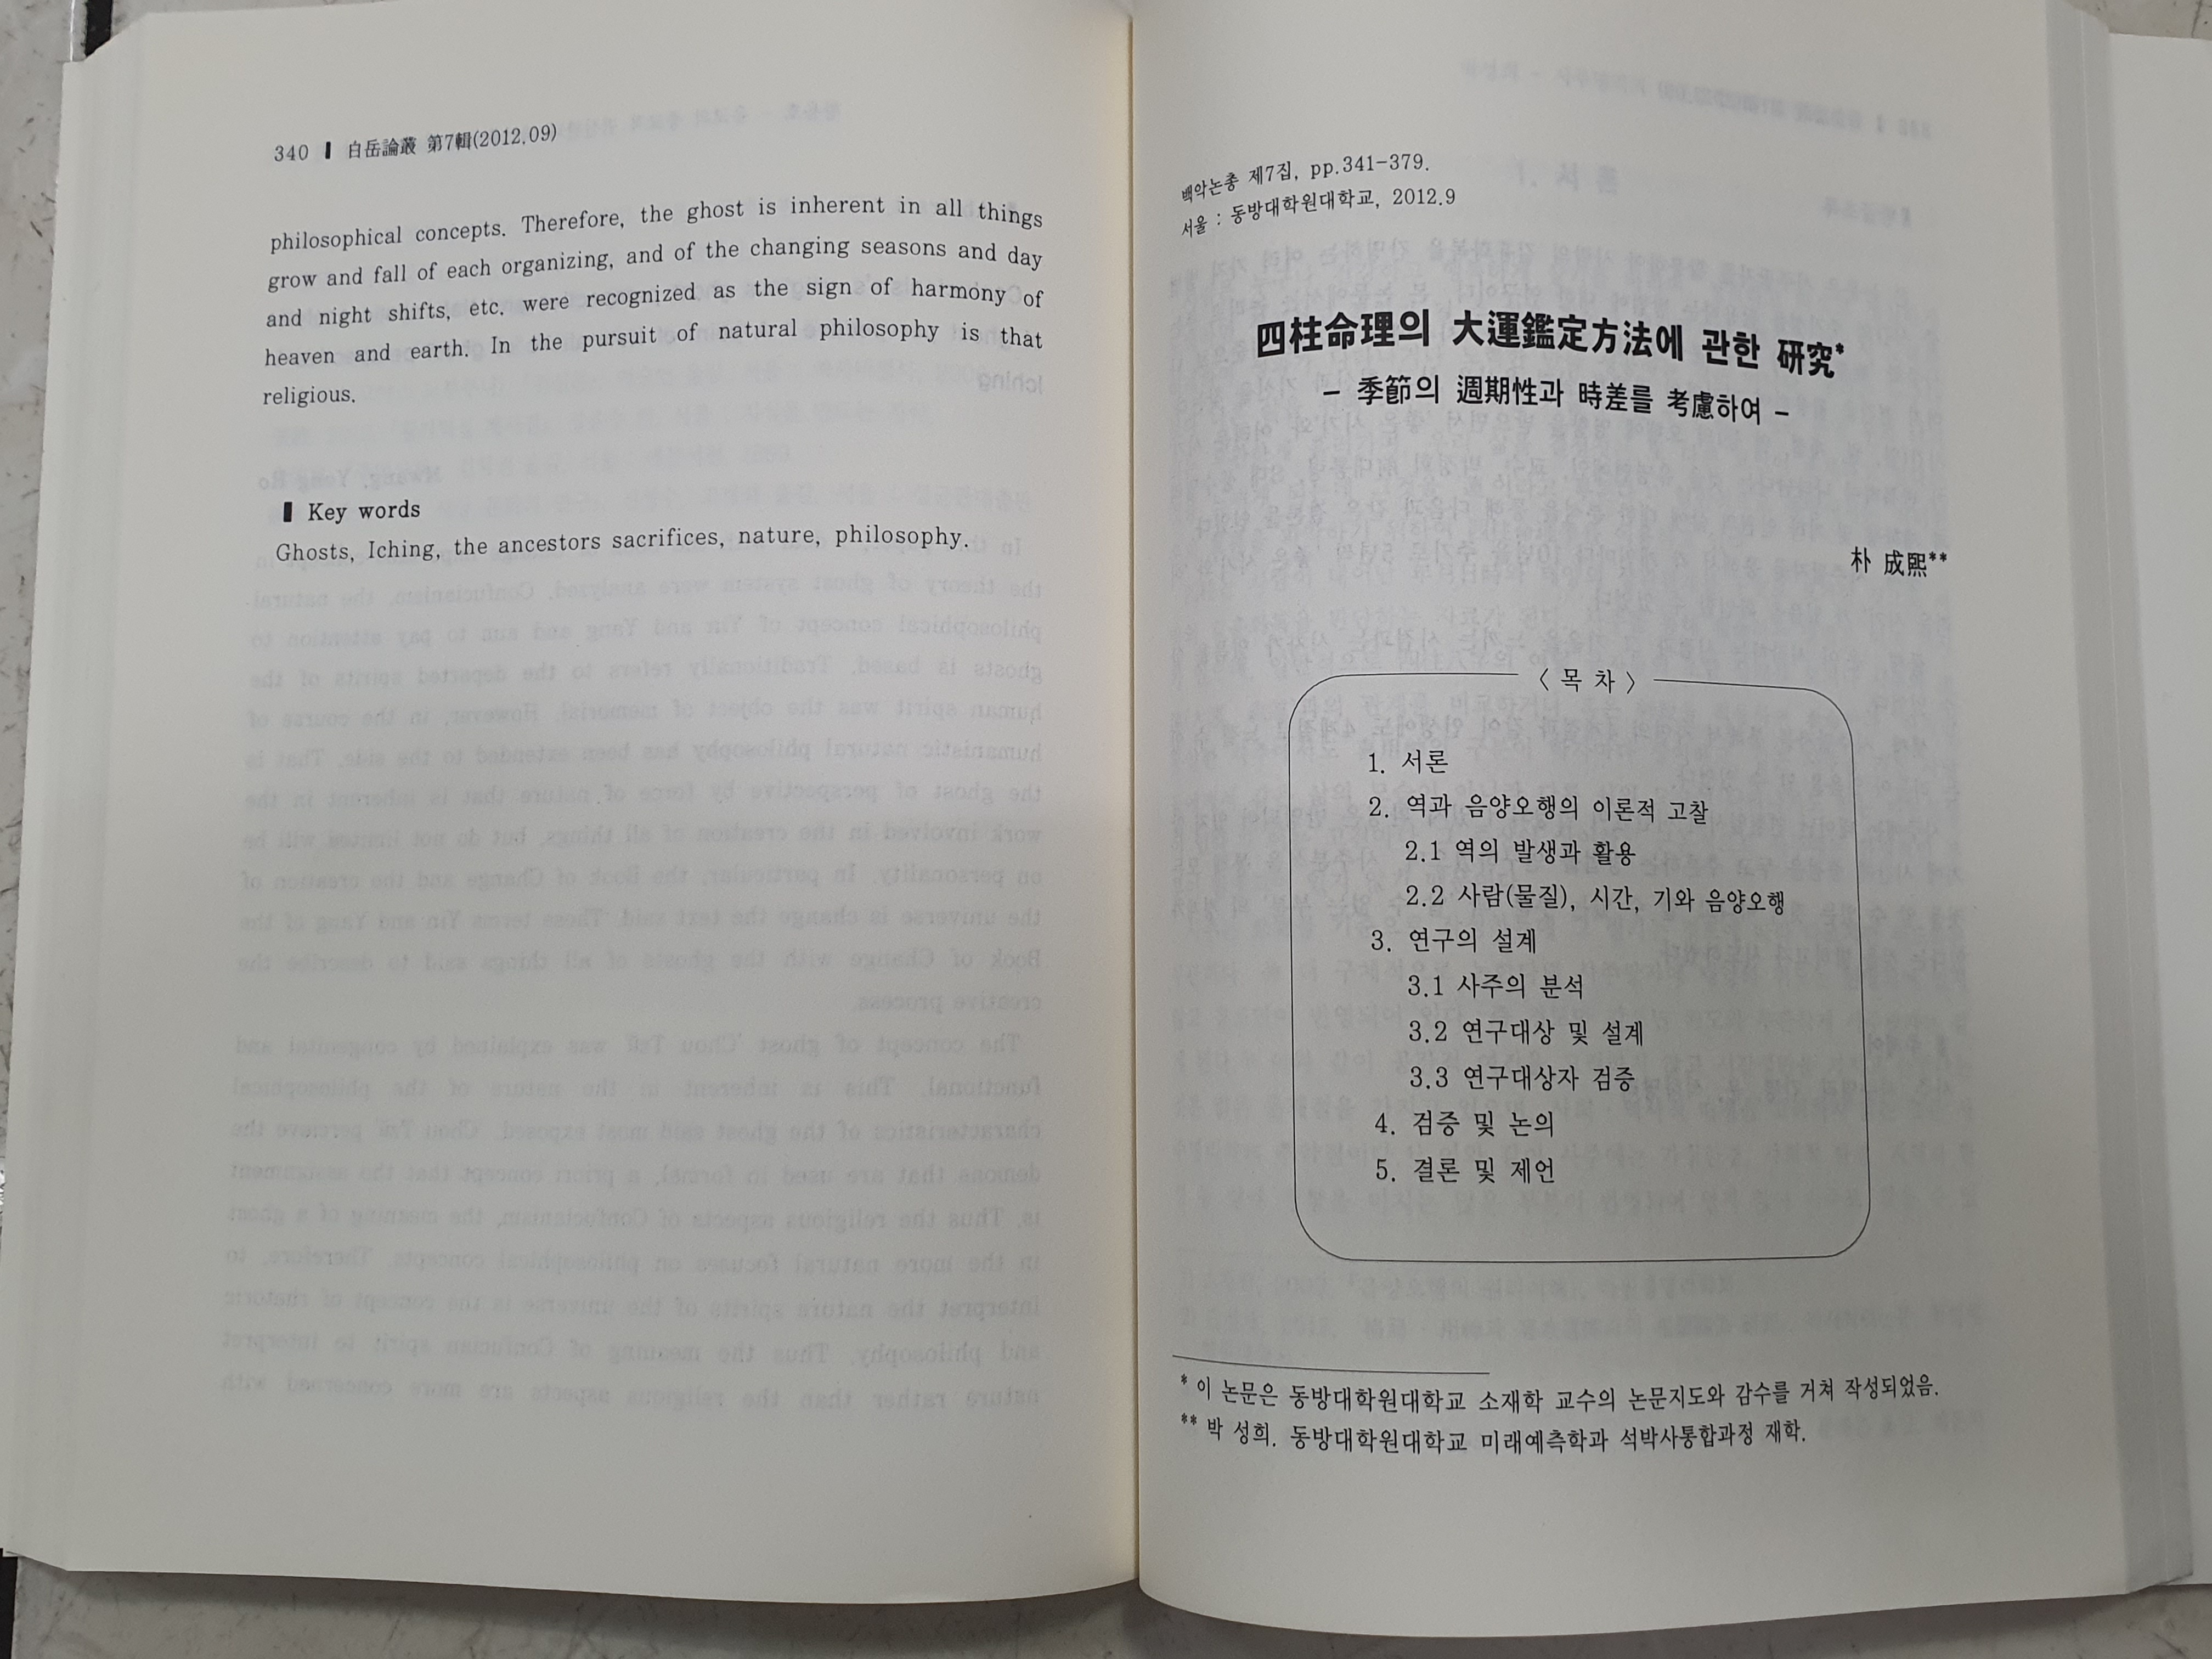 340 ▮ 白岳論叢 第7輯(2012.09)
philosophical concepts. Therefore, the ghost is inherent in all things
grow and fall of each organizing, and of the changing seasons and day
and night shifts, etc. were recognized as the sign of harmony of
heaven and earth. In the pursuit of natural philosophy is that
religious.
▮ Key words
Ghosts, Iching, the ancestors sacrifices, nature, philosophy.
백악논총 제7집, pp.341-379.
서울 : 동방대학원대학교, 2012.9
四柱命理의 大運鑑定方法에 관한 研究*
- 季節의 週期性과 時差를 考慮하여 -
朴 成熙**
< 목 차 >
1. 서론
2. 역과 음양오행의 이론적 고찰
2.1 역의 발생과 활용
2.2 사람(물질), 시간, 기와 음양오행
3. 연구의 설계
3.1 사주의 분석
3.2 연구대상 및 설계
3.3 연구대상자 검증
4. 검증 및 논의
5. 결론 및 제언
* 이 논문은 동방대학원대학교 소재학 교수의 논문지도와 감수를 거쳐 작성되었음.
** 박 성희. 동방대학원대학교 미래예측학과 석박사통합과정 재학.